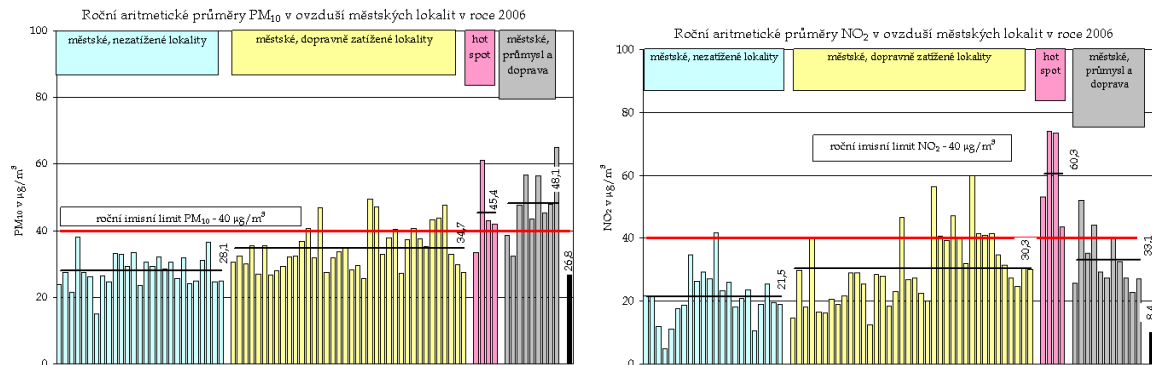 Roční aritmetické průměry PM10 v ovzduší městských lokalit v roce 2006
100
80
60
40
20
0
PM10 v µg/m³
městské, nezatížené lokality
městské, dopravně zatížené lokality
hot
spot
městské,
průmysl a
doprava
roční imisní limit PM10 - 40 µg/m³
28,1
34,7
45,4
48,1
26,8
Roční aritmetické průměry NO2 v ovzduší městských lokalit v roce 2006
100
80
60
40
20
0
NO2 v µg/m³
městské, nezatížené lokality
městské, dopravně zatížené lokality
hot
spot
městské,
průmysl a
doprava
roční imisní limit NO2 - 40 µg/m³
21,5
30,3
60,3
33,1
8,4